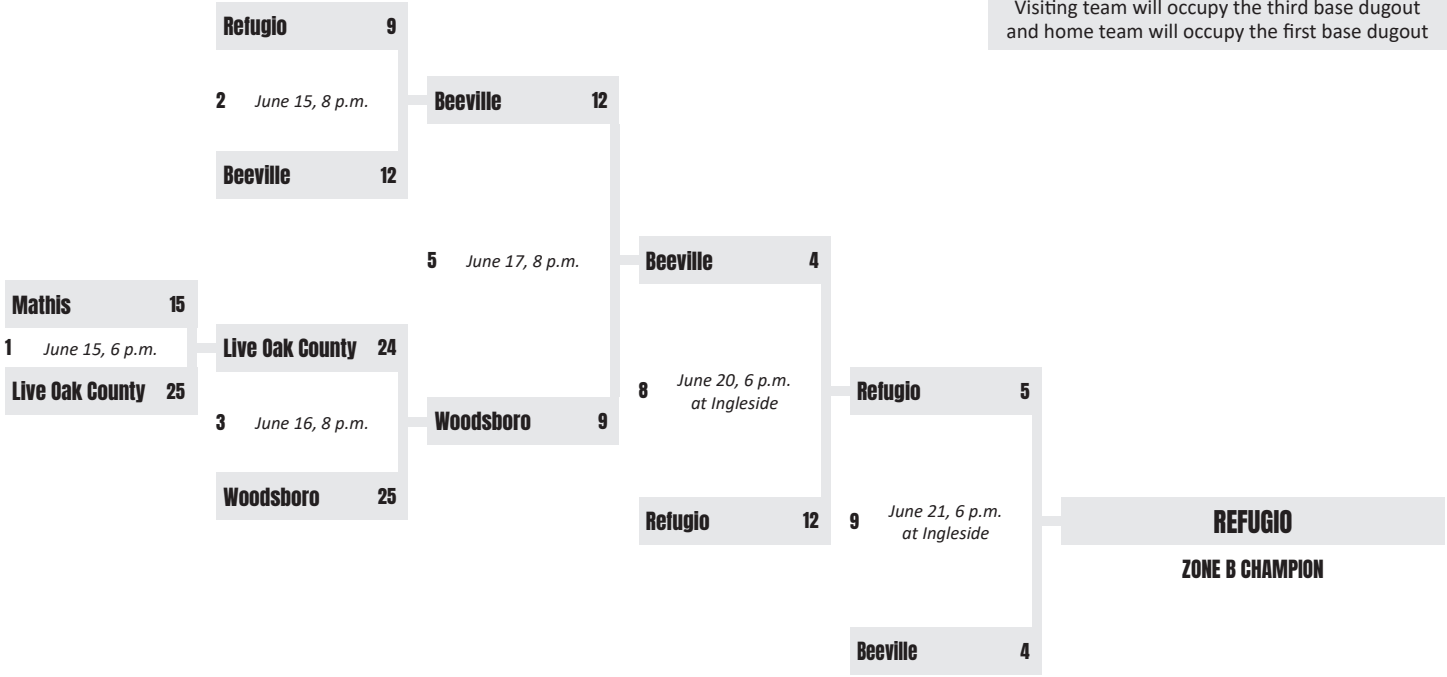 Visiting team will occupy the third base dugout
and home team will occupy the first base dugout
Refugio 9
2 June 15, 8 p.m.
Beeville 12
Beeville 12
5 June 17, 8 p.m.
Mathis 15
1 June 15, 6 p.m.
Live Oak County 25
Live Oak County 24
3 June 16, 8 p.m.
Woodsboro 25
Woodsboro 9
Beeville 4
8 June 20, 6 p.m.
at Ingleside
Refugio 12
Refugio 5
9 June 21, 6 p.m.
at Ingleside
Beeville 4
REFUGIO
ZONE B CHAMPION